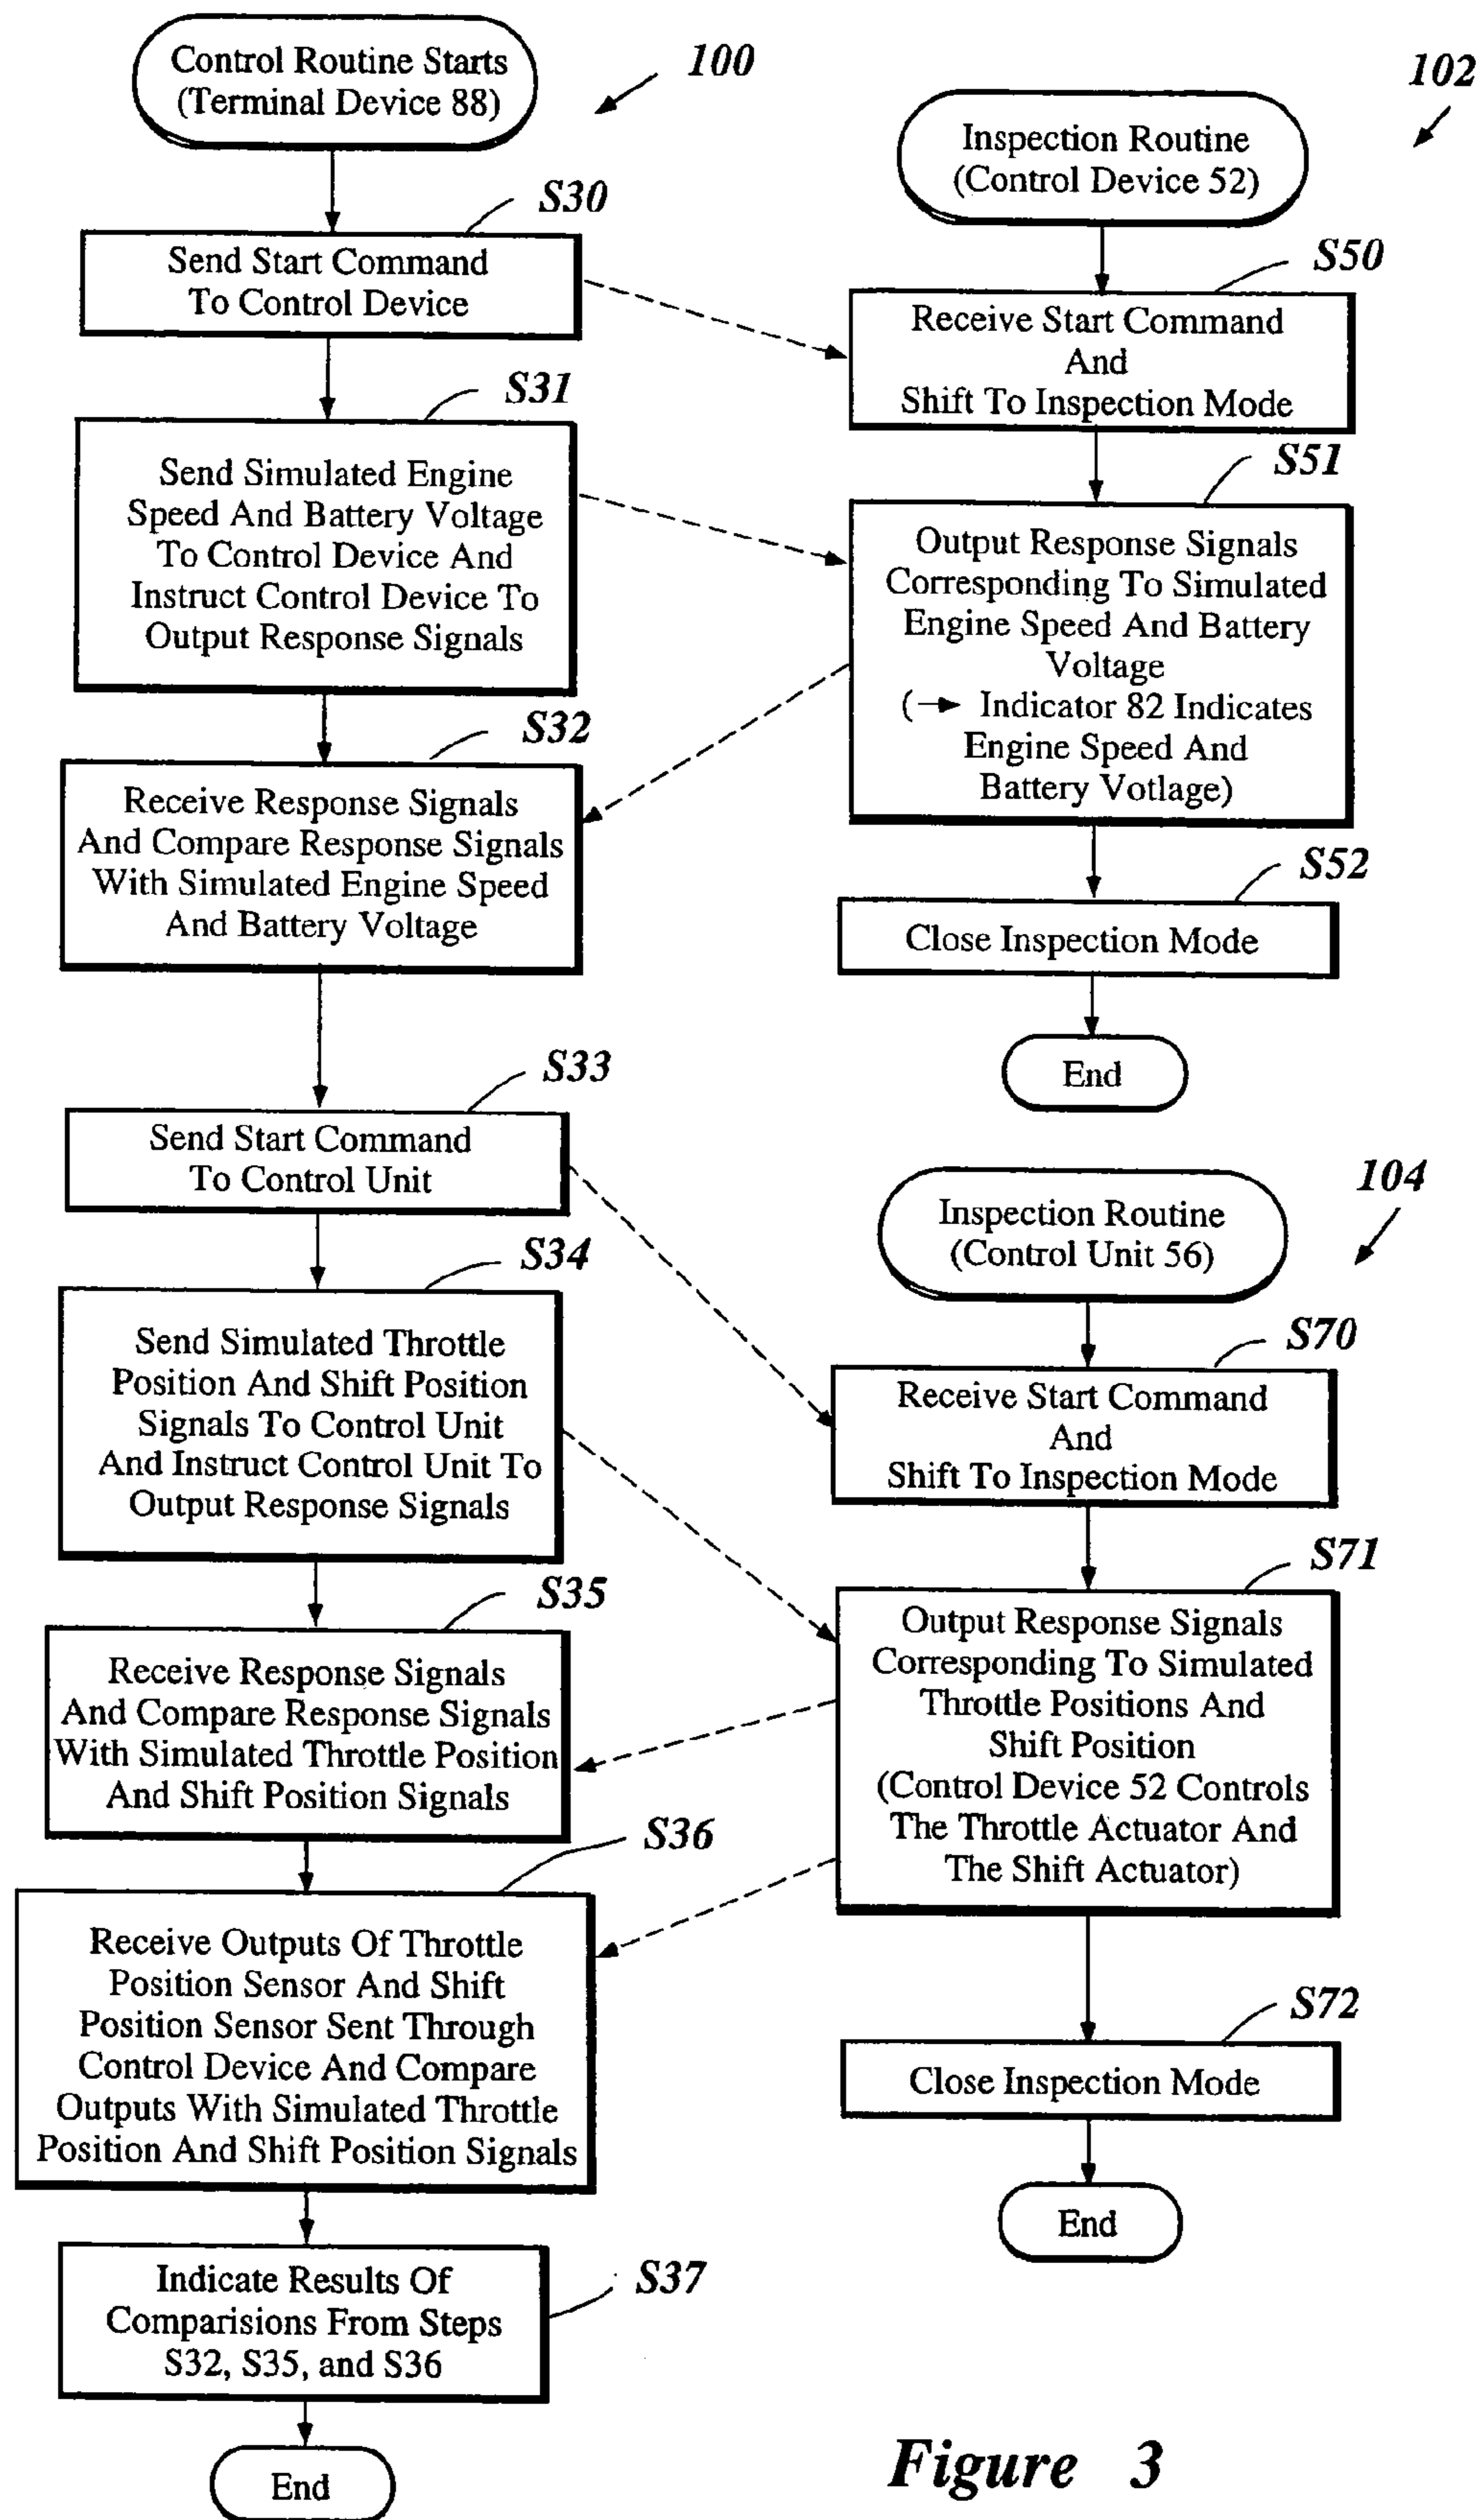 Control Routine Starts
(Terminal Device 88)
100
S30
Send Start Command
To Control Device
S31
Send Simulated Engine
Speed And Battery Voltage
To Control Device And
Instruct Control Device To
Output Response Signals
S32
Receive Response Signals
And Compare Response Signals
With Simulated Engine Speed
And Battery Voltage
S33
Send Start Command
To Control Unit
S34
Send Simulated Throttle
Position And Shift Position
Signals To Control Unit
And Instruct Control Unit To
Output Response Signals
S35
Receive Response Signals
And Compare Response Signals
With Simulated Throttle Position
And Shift Position Signals
S36
Receive Outputs Of Throttle
Position Sensor And Shift
Position Sensor Sent Through
Control Device And Compare
Outputs With Simulated Throttle
Position And Shift Position Signals
S37
Indicate Results Of
Comparisions From Steps
S32, S35, and S36
End
102
Inspection Routine
(Control Device 52)
S50
Receive Start Command
And
Shift To Inspection Mode
S51
Output Response Signals
Corresponding To Simulated
Engine Speed And Battery
Voltage
(→ Indicator 82 Indicates
Engine Speed And
Battery Votlage)
S52
Close Inspection Mode
End
104
Inspection Routine
(Control Unit 56)
S70
Receive Start Command
And
Shift To Inspection Mode
S71
Output Response Signals
Corresponding To Simulated
Throttle Positions And
Shift Position
(Control Device 52 Controls
The Throttle Actuator And
The Shift Actuator)
S72
Close Inspection Mode
End
Figure 3